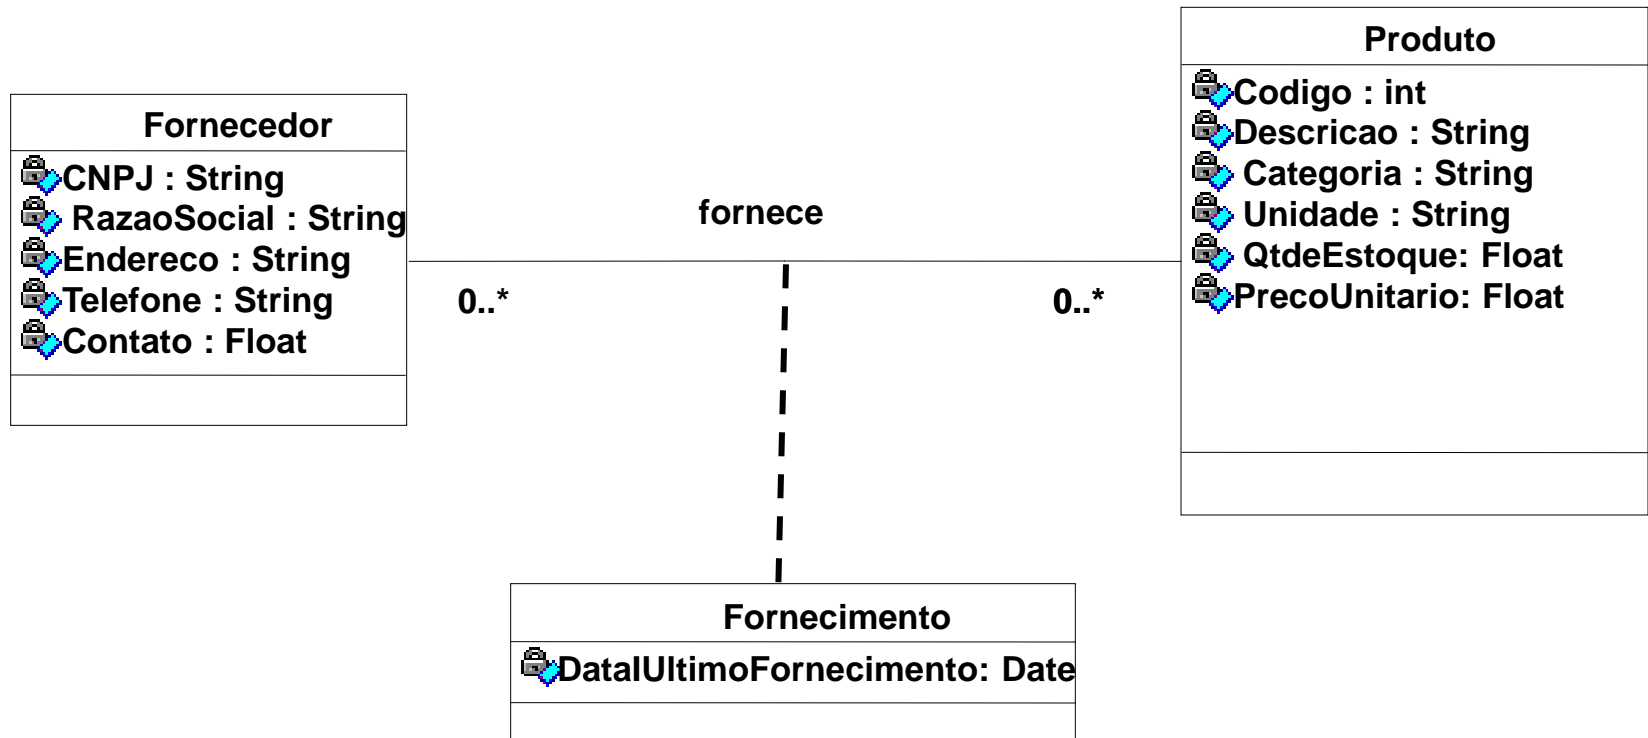 Fornecedor
CNPJ : String
RazaoSocial : String
Endereco : String
Telefone : String
Contato : Float
fornece
0..*
0..*
Produto
Codigo : int
Descricao : String
Categoria : String
Unidade : String
QtdeEstoque: Float
PrecoUnitario: Float
Fornecimento
DatalUltimoFornecimento: Date